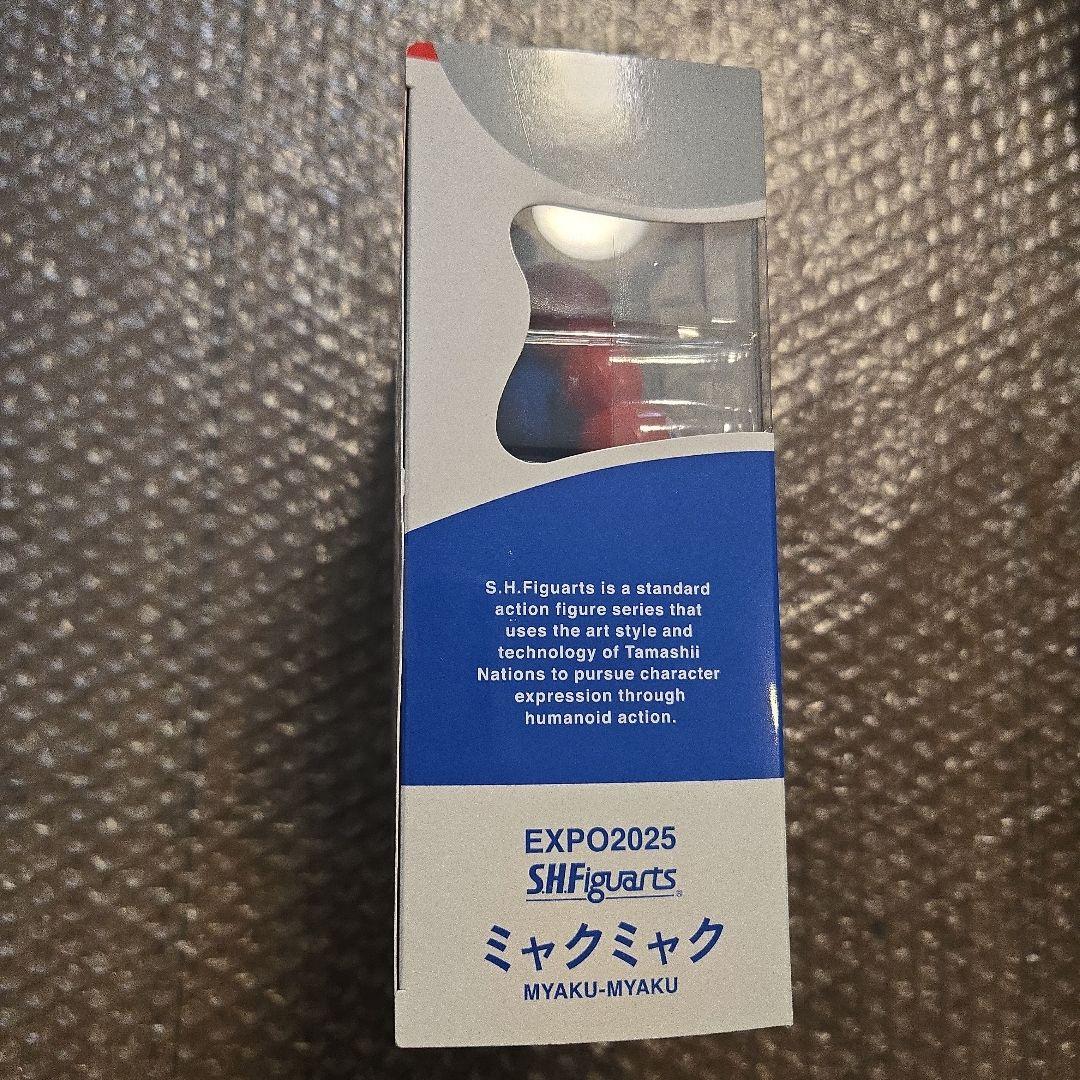 S.H.Figuarts is a standard
action figure series that
uses the art style and
technology of Tamashii
Nations to pursue character
expression through
humanoid action.
EXPO2025
S.H.Figuarts
ミャクミャク
MYAKU-MYAKU